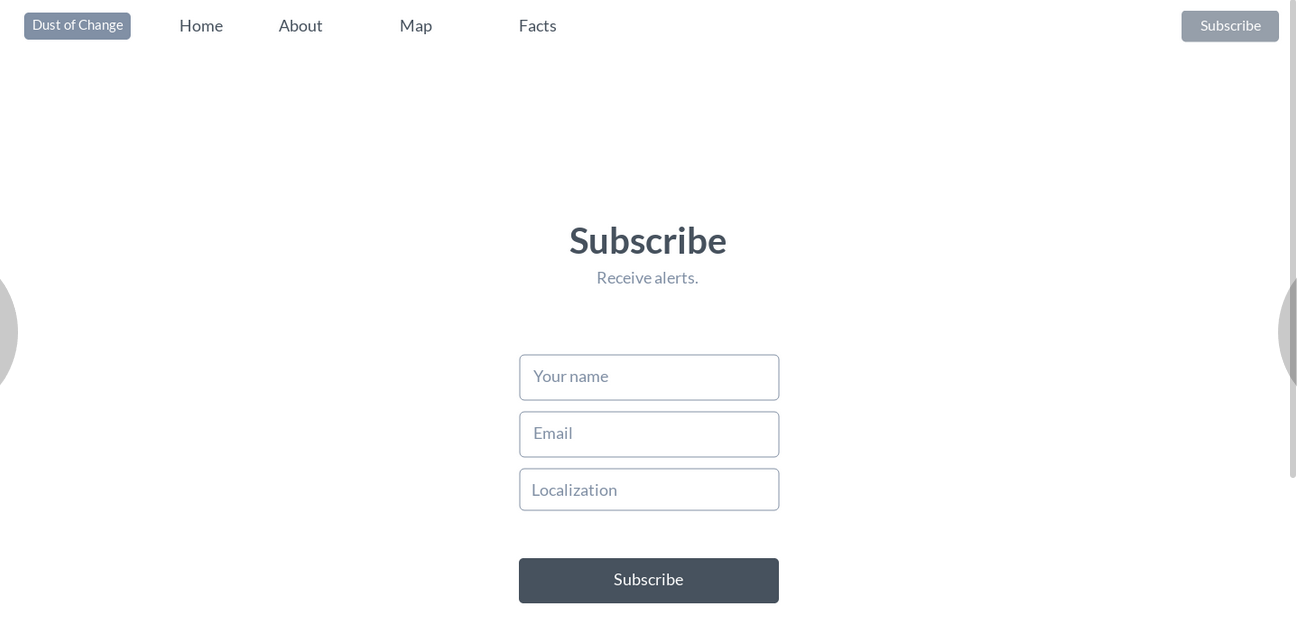 Dust of Change Home About Map Facts Subscribe
Subscribe
Receive alerts.
Your name
Email
Localization
Subscribe